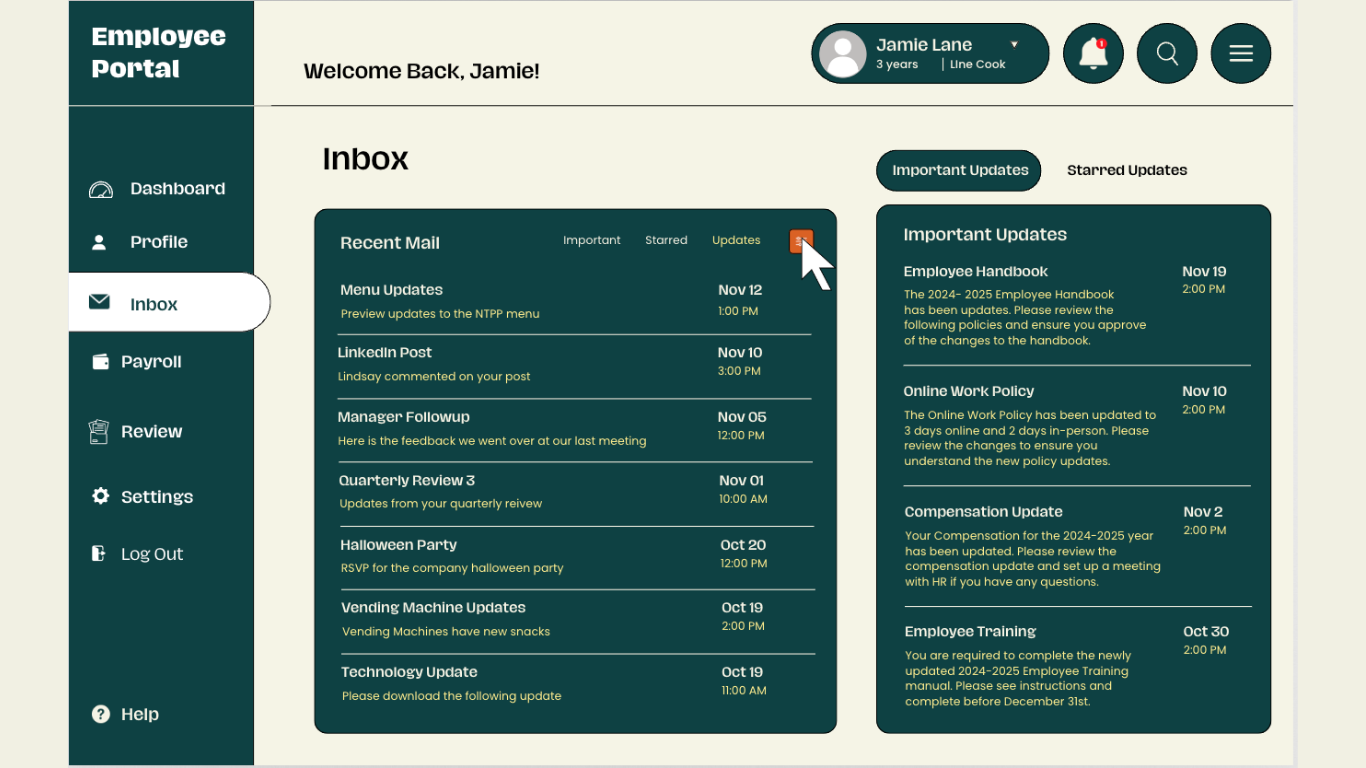 Employee
Portal
Welcome Back, Jamie!
Jamie Lane
3 years | Line Cook
1
Dashboard
Profile
Inbox
Payroll
Review
Settings
Log Out
Help
Inbox
Recent Mail
Important Starred Updates
Menu Updates Nov 12
Preview updates to the NTPP menu 1:00 PM
LinkedIn Post Nov 10
Lindsay commented on your post 3:00 PM
Manager Followup Nov 05
Here is the feedback we went over at our last meeting 12:00 PM
Quarterly Review 3 Nov 01
Updates from your quarterly reivew 10:00 AM
Halloween Party Oct 20
RSVP for the company halloween party 12:00 PM
Vending Machine Updates Oct 19
Vending Machines have new snacks 2:00 PM
Technology Update Oct 19
Please download the following update 11:00 AM
Important Updates Starred Updates
Important Updates
Employee Handbook Nov 19
2:00 PM
The 2024- 2025 Employee Handbook
has been updates. Please review the
following policies and ensure you approve
of the changes to the handbook.
Online Work Policy Nov 10
2:00 PM
The Online Work Policy has been updated to
3 days online and 2 days in-person. Please
review the changes to ensure you
understand the new policy updates.
Compensation Update Nov 2
2:00 PM
Your Compensation for the 2024-2025 year
has been updated. Please review the
compensation update and set up a meeting
with HR if you have any questions.
Employee Training Oct 30
2:00 PM
You are required to complete the newly
updated 2024-2025 Employee Training
manual. Please see instructions and
complete before December 31st.